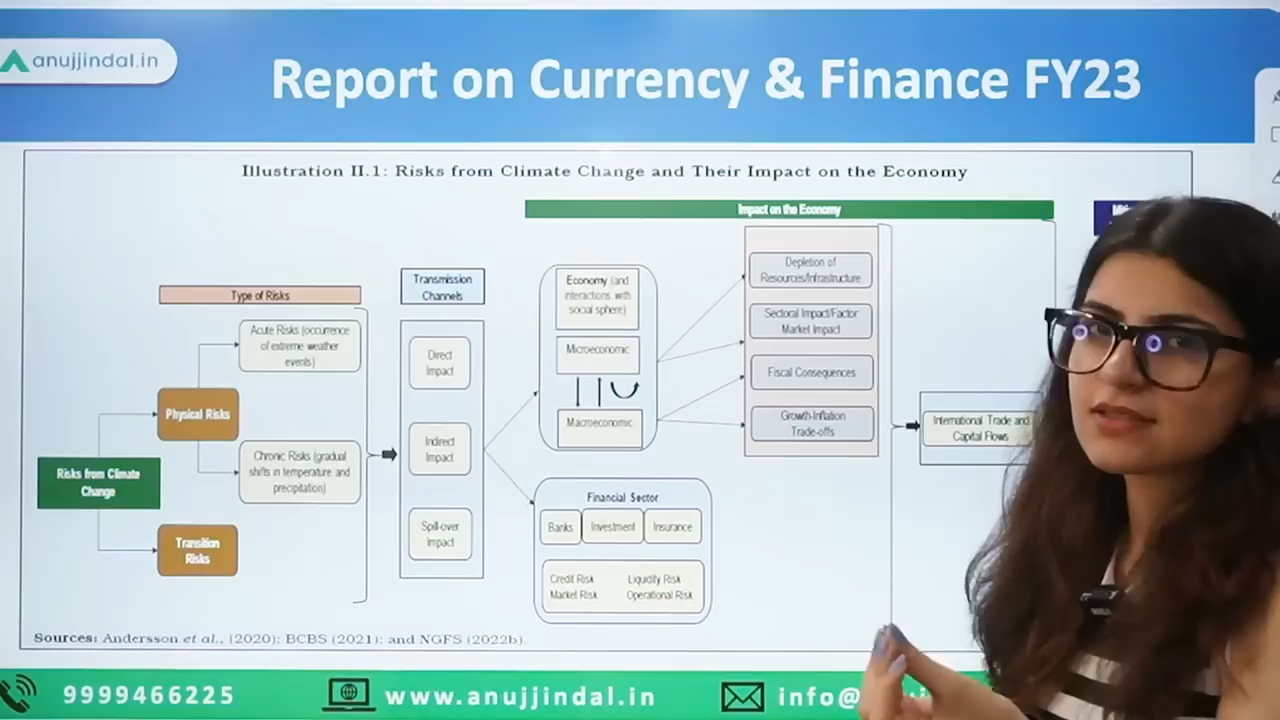 anujjindal.in
Report on Currency & Finance FY23
Illustration II.1: Risks from Climate Change and Their Impact on the Economy
Impact on the Economy
Type of Risks
Acute Risks (occurrence
of extreme weather
events)
Physical Risks
Chronic Risks (gradual
shifts in temperature and
precipitation)
Risks from Climate
Change
Transition
Risks
Transmission
Channels
Direct
Impact
Indirect
Impact
Spill-over
Impact
Economy (and
interactions with
social sphere)
Microeconomic
Macroeconomic
Financial Sector
Banks
Investment
Insurance
Credit Risk
Liquidity Risk
Market Risk
Operational Risk
Depletion of
Resources/Infrastructure
Sectoral Impact/Factor
Market Impact
Fiscal Consequences
Growth-Inflation
Trade-offs
International Trade and
Capital Flows
Sources: Andersson et al., (2020); BCBS (2021); and NGFS (2022b).
9999466225
www.anujjindal.in
info@